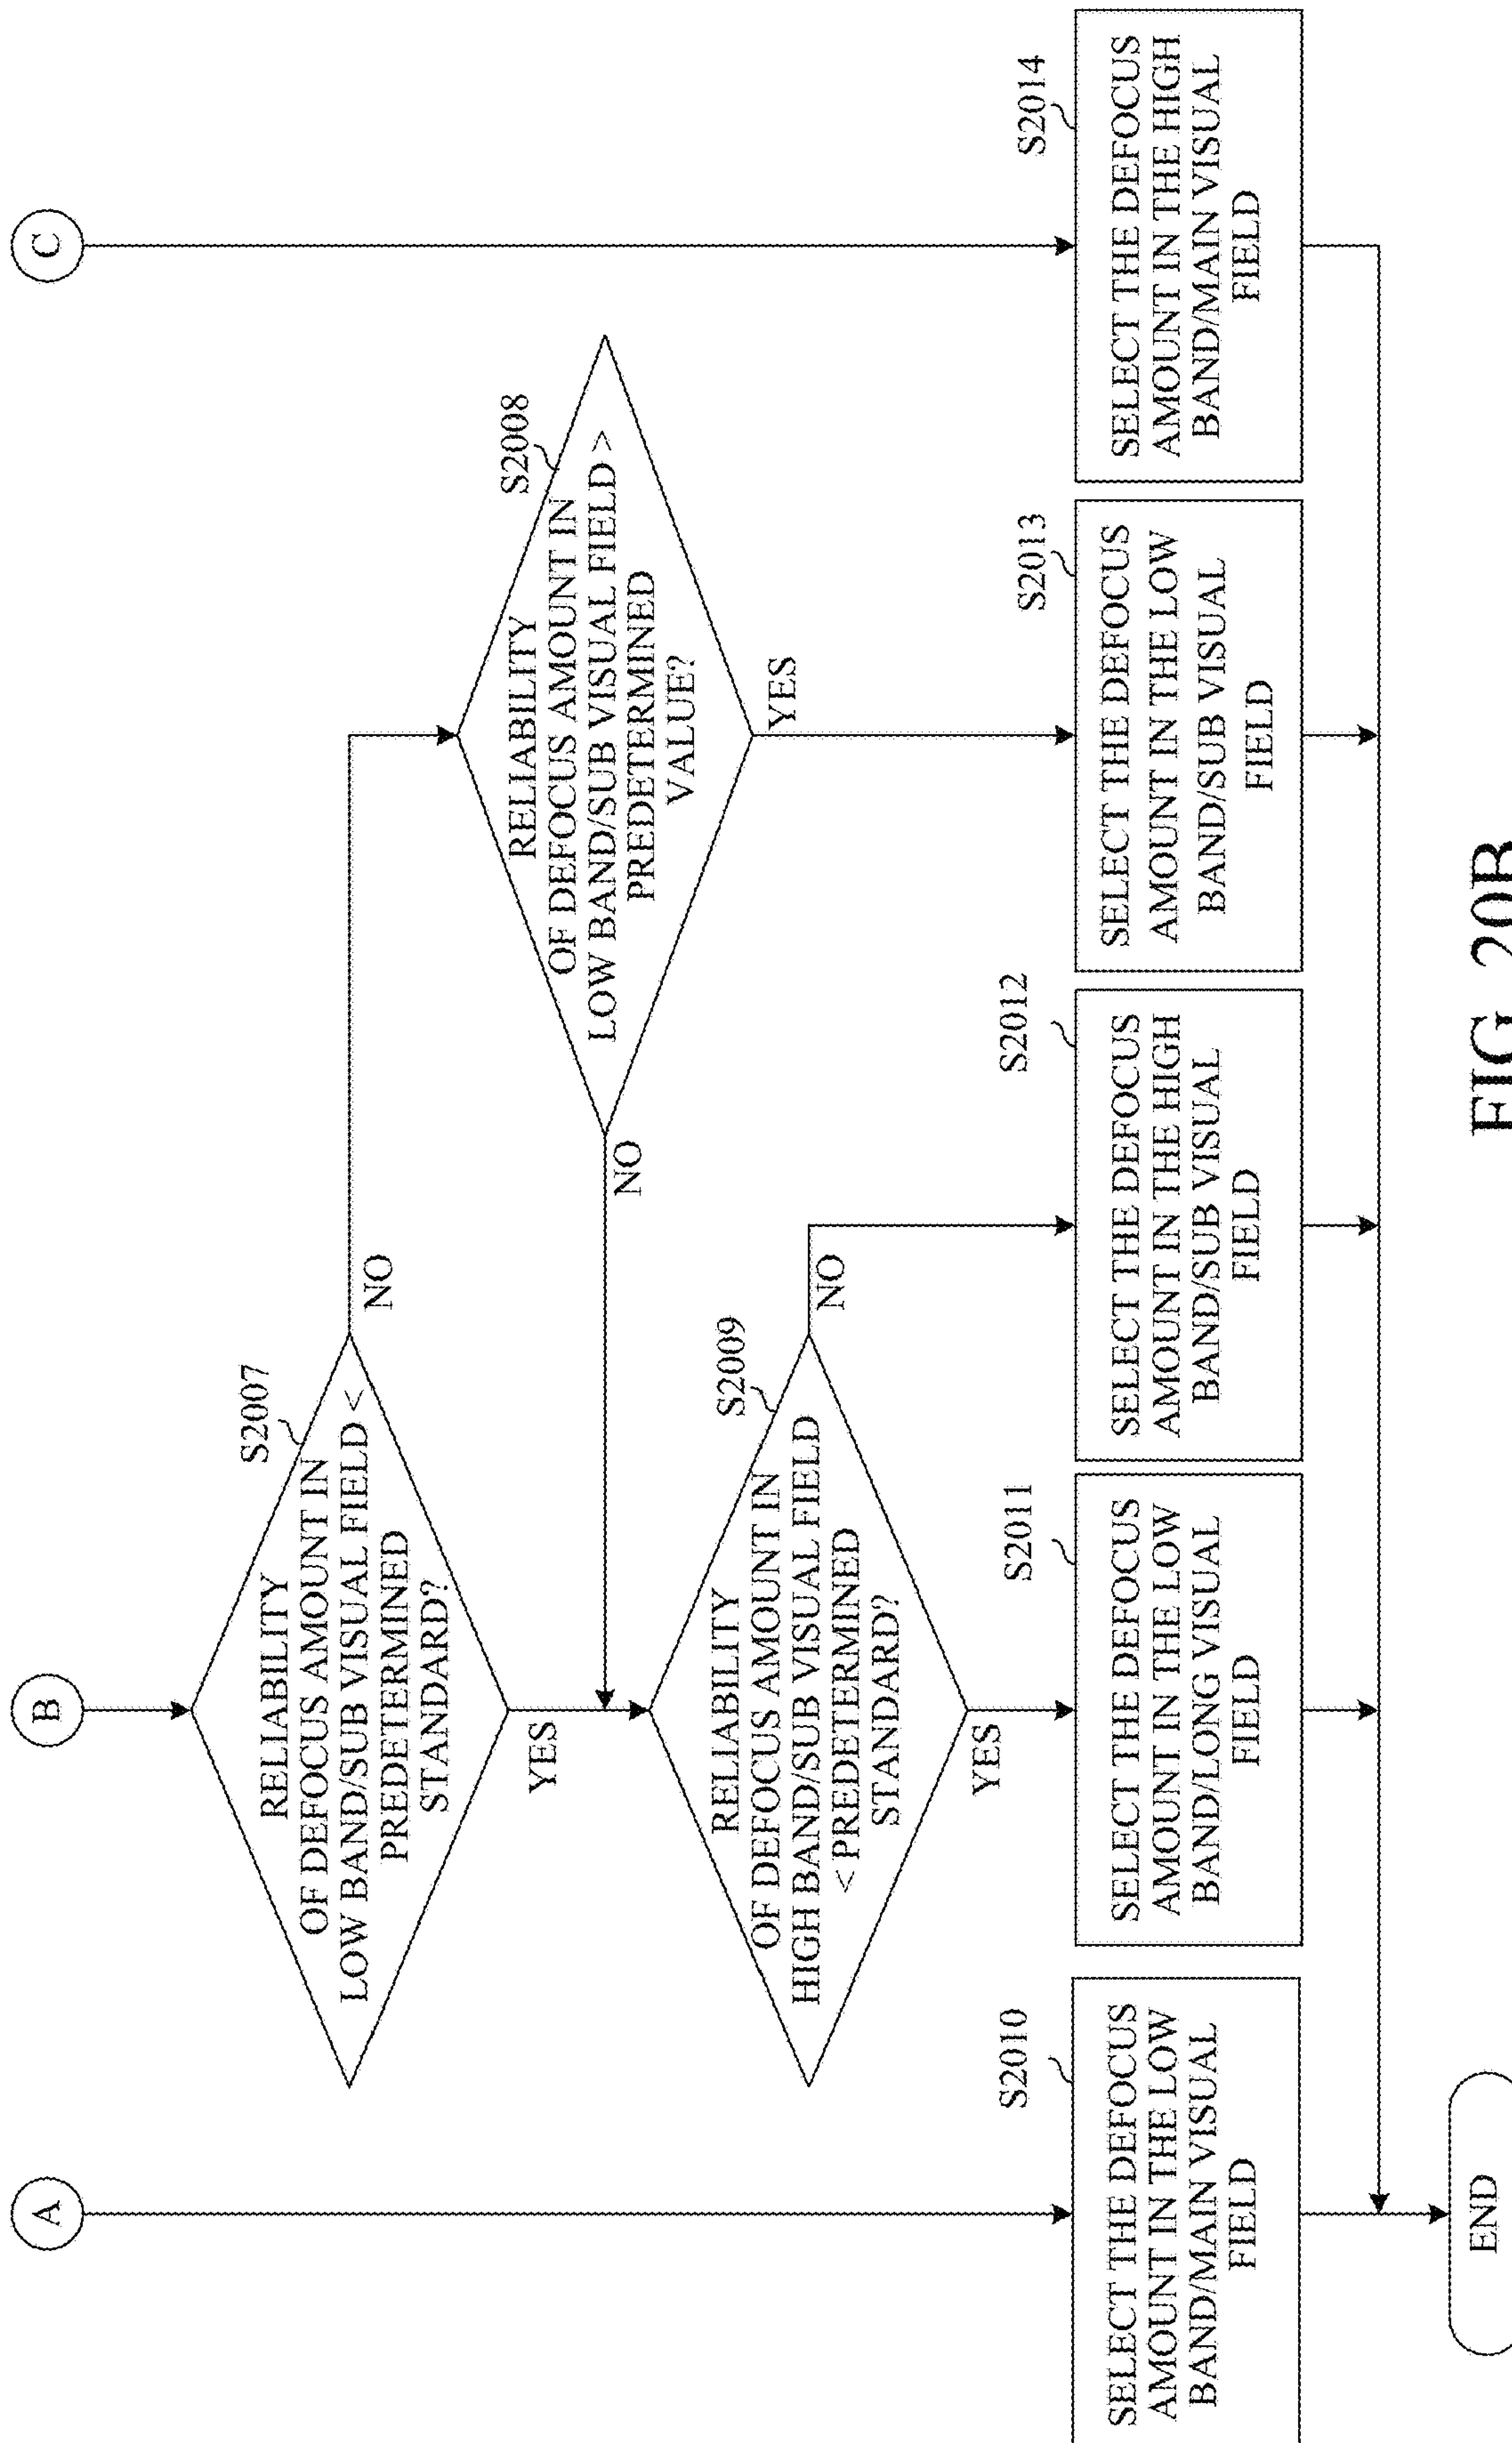 A
B
C
S2007
RELIABILITY
OF DEFOCUS AMOUNT IN
LOW BAND/SUB VISUAL FIELD <
PREDETERMINED
STANDARD?
NO
YES
S2008
RELIABILITY
OF DEFOCUS AMOUNT IN
LOW BAND/SUB VISUAL FIELD >
PREDETERMINED
VALUE?
NO
YES
S2009
RELIABILITY
OF DEFOCUS AMOUNT IN
HIGH BAND/SUB VISUAL FIELD
< PREDETERMINED
STANDARD?
NO
YES
S2010
SELECT THE DEFOCUS
AMOUNT IN THE LOW
BAND/MAIN VISUAL
FIELD
S2011
SELECT THE DEFOCUS
AMOUNT IN THE LOW
BAND/LONG VISUAL
FIELD
S2012
SELECT THE DEFOCUS
AMOUNT IN THE HIGH
BAND/SUB VISUAL
FIELD
S2013
SELECT THE DEFOCUS
AMOUNT IN THE LOW
BAND/SUB VISUAL
FIELD
S2014
SELECT THE DEFOCUS
AMOUNT IN THE HIGH
BAND/MAIN VISUAL
FIELD
END
FIG. 20B